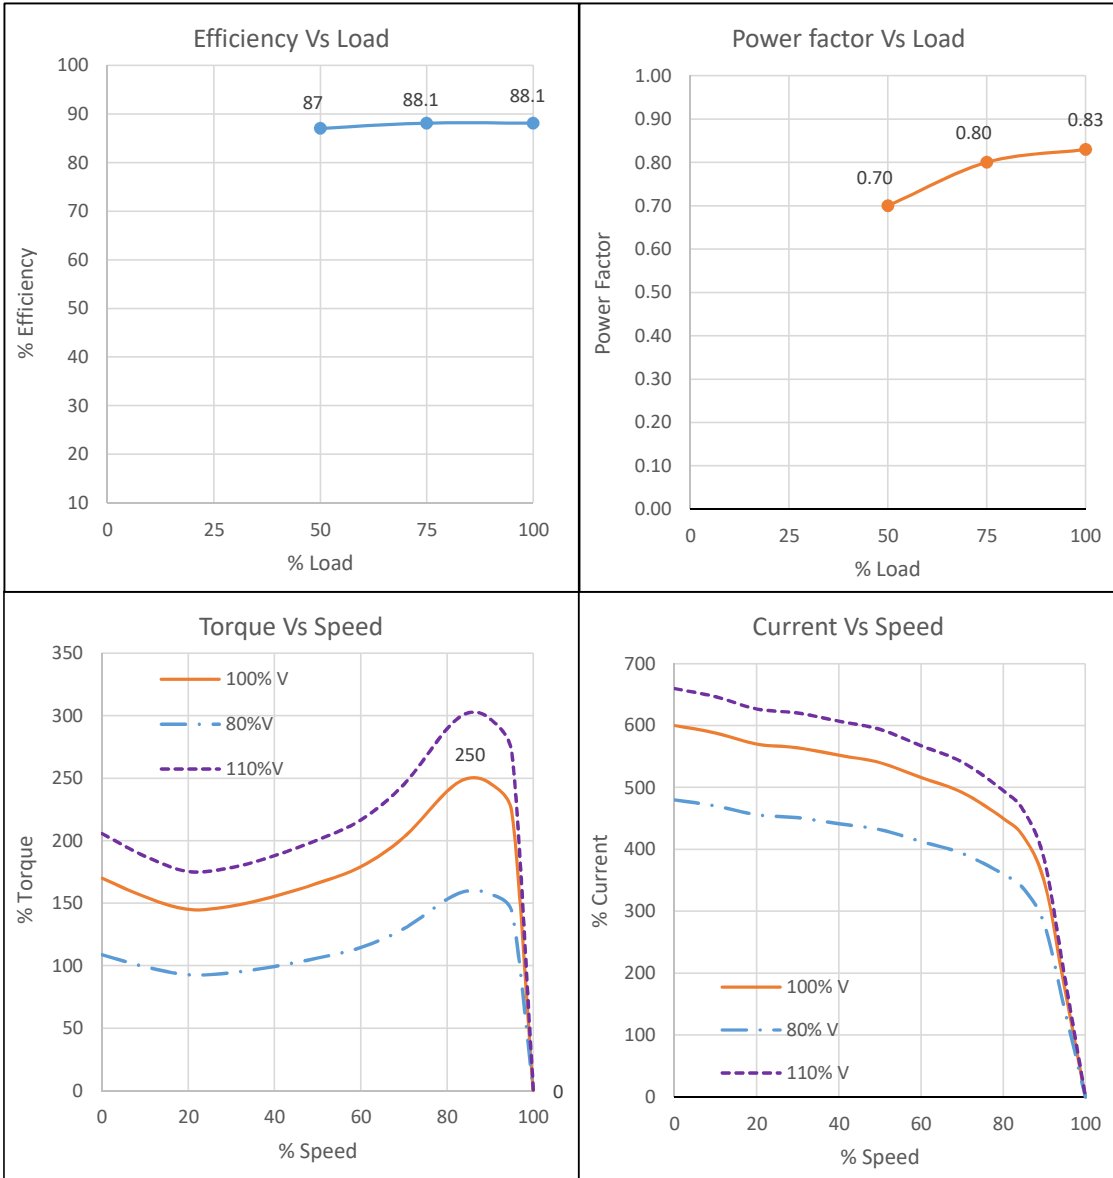 Efficiency Vs Load
100
90
80
70
60
50
40
30
20
10
87
88.1
88.1
% Efficiency
0 25 50 75 100
% Load
Power factor Vs Load
1.00
0.90
0.80
0.70
0.60
0.50
0.40
0.30
0.20
0.10
0.00
0.70
0.80
0.83
Power Factor
0 25 50 75 100
% Load
Torque Vs Speed
350
300
250
200
150
100
50
0
100% V
80%V
110%V
250
0
% Torque
0 20 40 60 80 100
% Speed
Current Vs Speed
700
600
500
400
300
200
100
0
% Current
100% V
80% V
110% V
0 20 40 60 80 100
% Speed